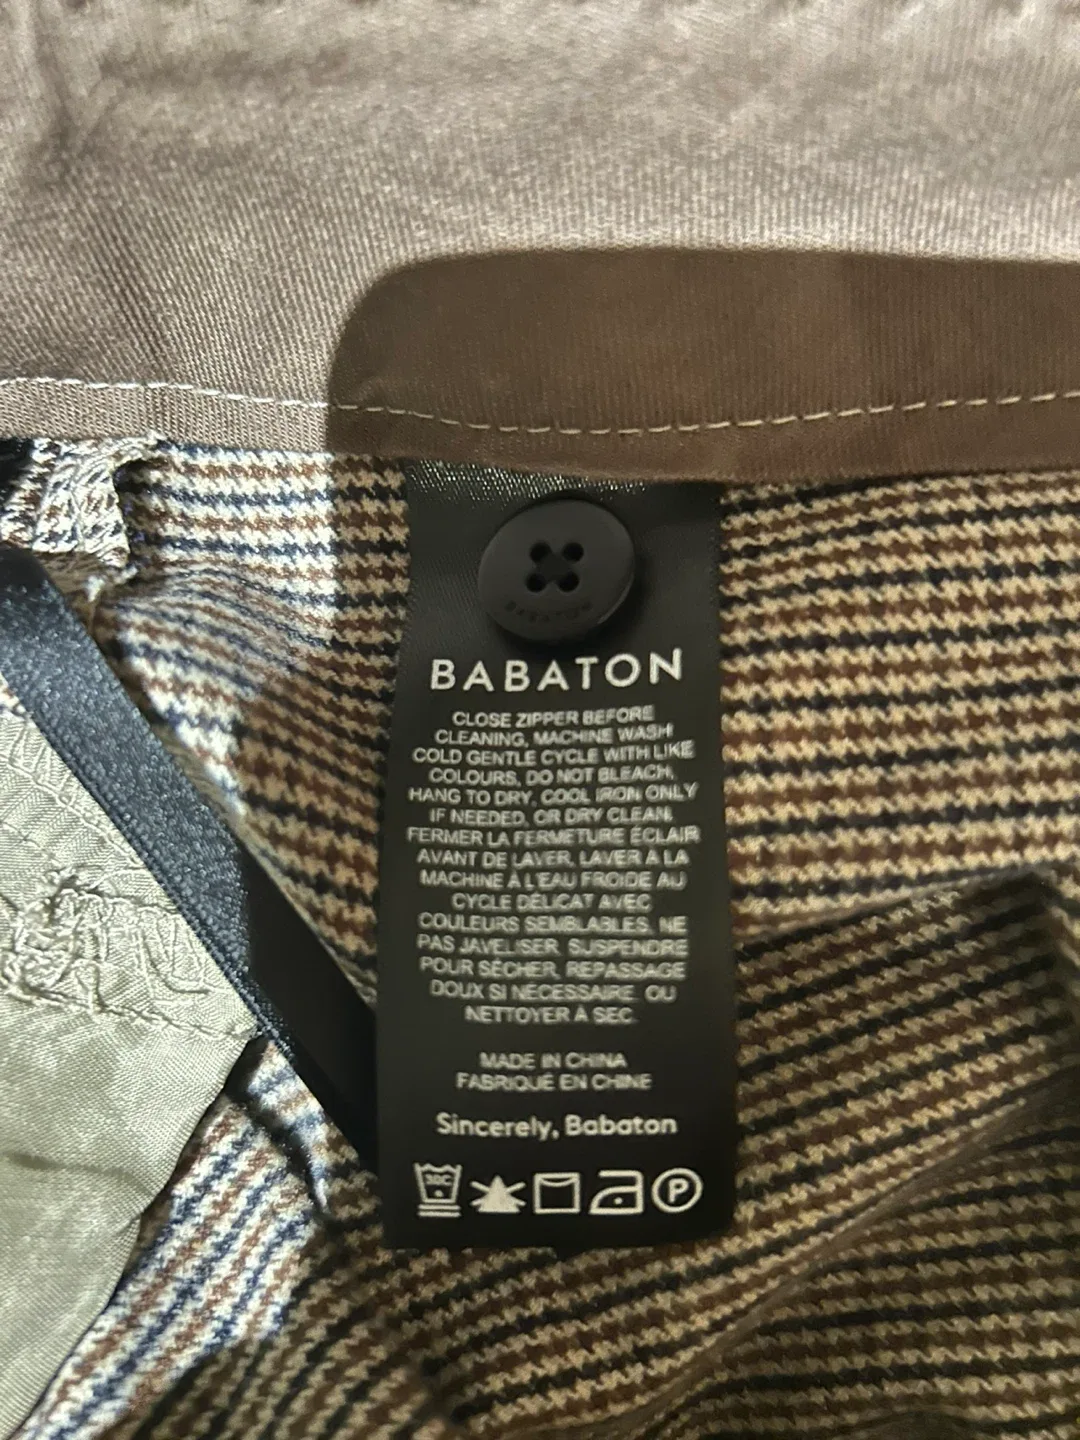 BABATON
BABATON
CLOSE ZIPPER BEFORE
CLEANING, MACHINE WASH
COLD GENTLE CYCLE WITH LIKE
COLOURS, DO NOT BLEACH,
HANG TO DRY, COOL IRON ONLY
IF NEEDED, OR DRY CLEAN.
FERMER LA FERMETURE ÉCLAIR
AVANT DE LAVER, LAVER À LA
MACHINE À L'EAU FROIDE AU
CYCLE DÉLICAT AVEC
COULEURS SEMBLABLES, NE
PAS JAVELISER, SUSPENDRE
POUR SÉCHER, REPASSAGE
DOUX SI NÉCESSAIRE, OU
NETTOYER À SEC.
MADE IN CHINA
FABRIQUÉ EN CHINE
Sincerely, Babaton
30C
P